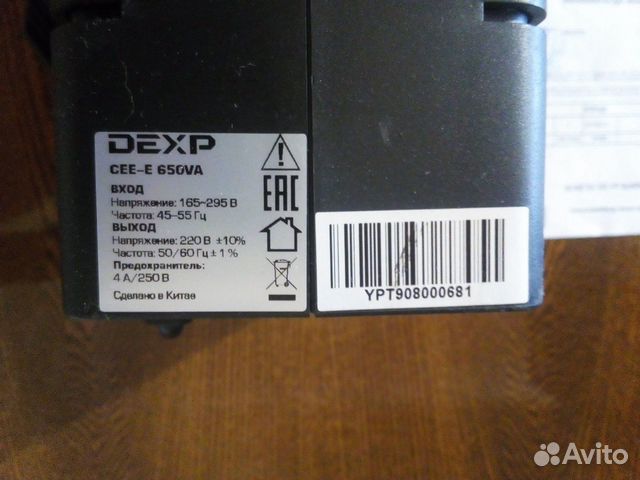 DEXP
CEE-E 650VA
ВХОД
Напряжение: 165~295 В
Частота: 45-55 Гц
ВЫХОД
Напряжение: 220 В ±10%
Частота: 50/60 Гц ± 1 %
Предохранитель:
4 А/250 В
Сделано в Китае
EAC
YPT908000681
Avito